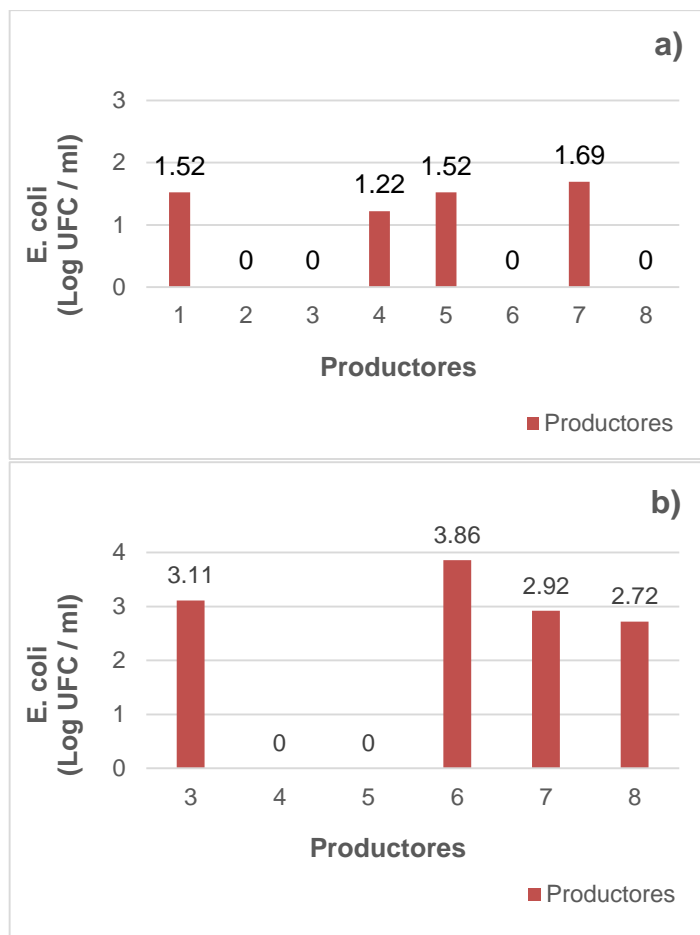 a)
3
2
1
0
1.52
0
0
1.22
1.52
0
1.69
0
E. coli
(Log UFC / ml)
1 2 3 4 5 6 7 8
Productores
Productores
b)
4
3
2
1
0
3.11
0
0
3.86
2.92
2.72
E. coli
(Log UFC / ml)
3 4 5 6 7 8
Productores
Productores